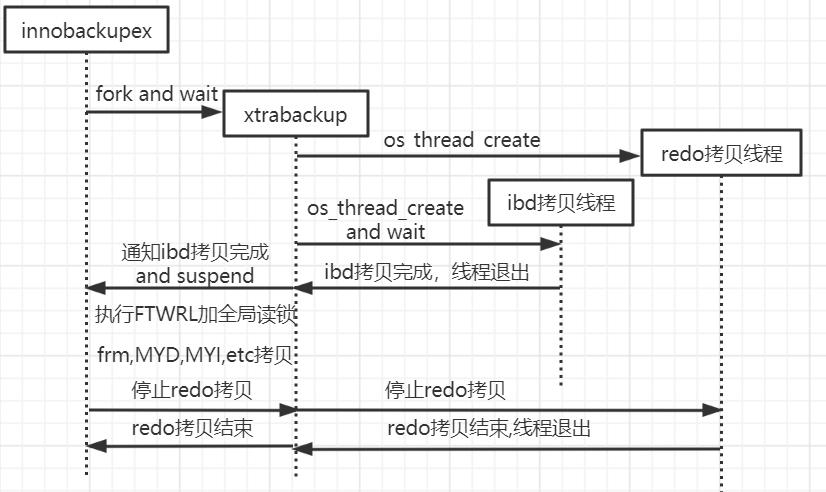 innobackupex
fork and wait
xtrabackup
os_thread_create
redo拷贝线程
ibd拷贝线程
os_thread_create
and wait
通知ibd拷贝完成
and suspend
ibd拷贝完成，线程退出
执行FTWRL加全局读锁
frm,MYD,MYI,etc拷贝
停止redo拷贝
停止redo拷贝
redo拷贝结束
redo拷贝结束,线程退出